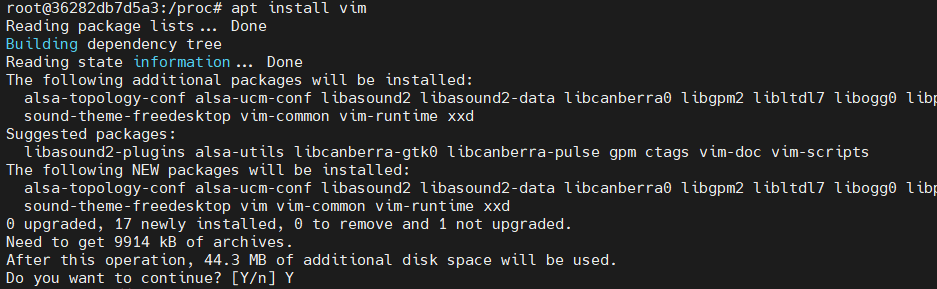 root@36282db7d5a3:/proc# apt install vim
Reading package lists... Done
Building dependency tree
Reading state information... Done
The following additional packages will be installed:
  alsa-topology-conf alsa-ucm-conf libasound2 libasound2-data libcanberra0 libgpm2 libltdl7 libogg0
  sound-theme-freedesktop vim-common vim-runtime xxd
Suggested packages:
  libasound2-plugins alsa-utils libcanberra-gtk0 libcanberra-pulse gpm ctags vim-doc vim-scripts
The following NEW packages will be installed:
  alsa-topology-conf alsa-ucm-conf libasound2 libasound2-data libcanberra0 libgpm2 libltdl7 libogg0
  sound-theme-freedesktop vim vim-common vim-runtime xxd
0 upgraded, 17 newly installed, 0 to remove and 1 not upgraded.
Need to get 9914 kB of archives.
After this operation, 44.3 MB of additional disk space will be used.
Do you want to continue? [Y/n] Y